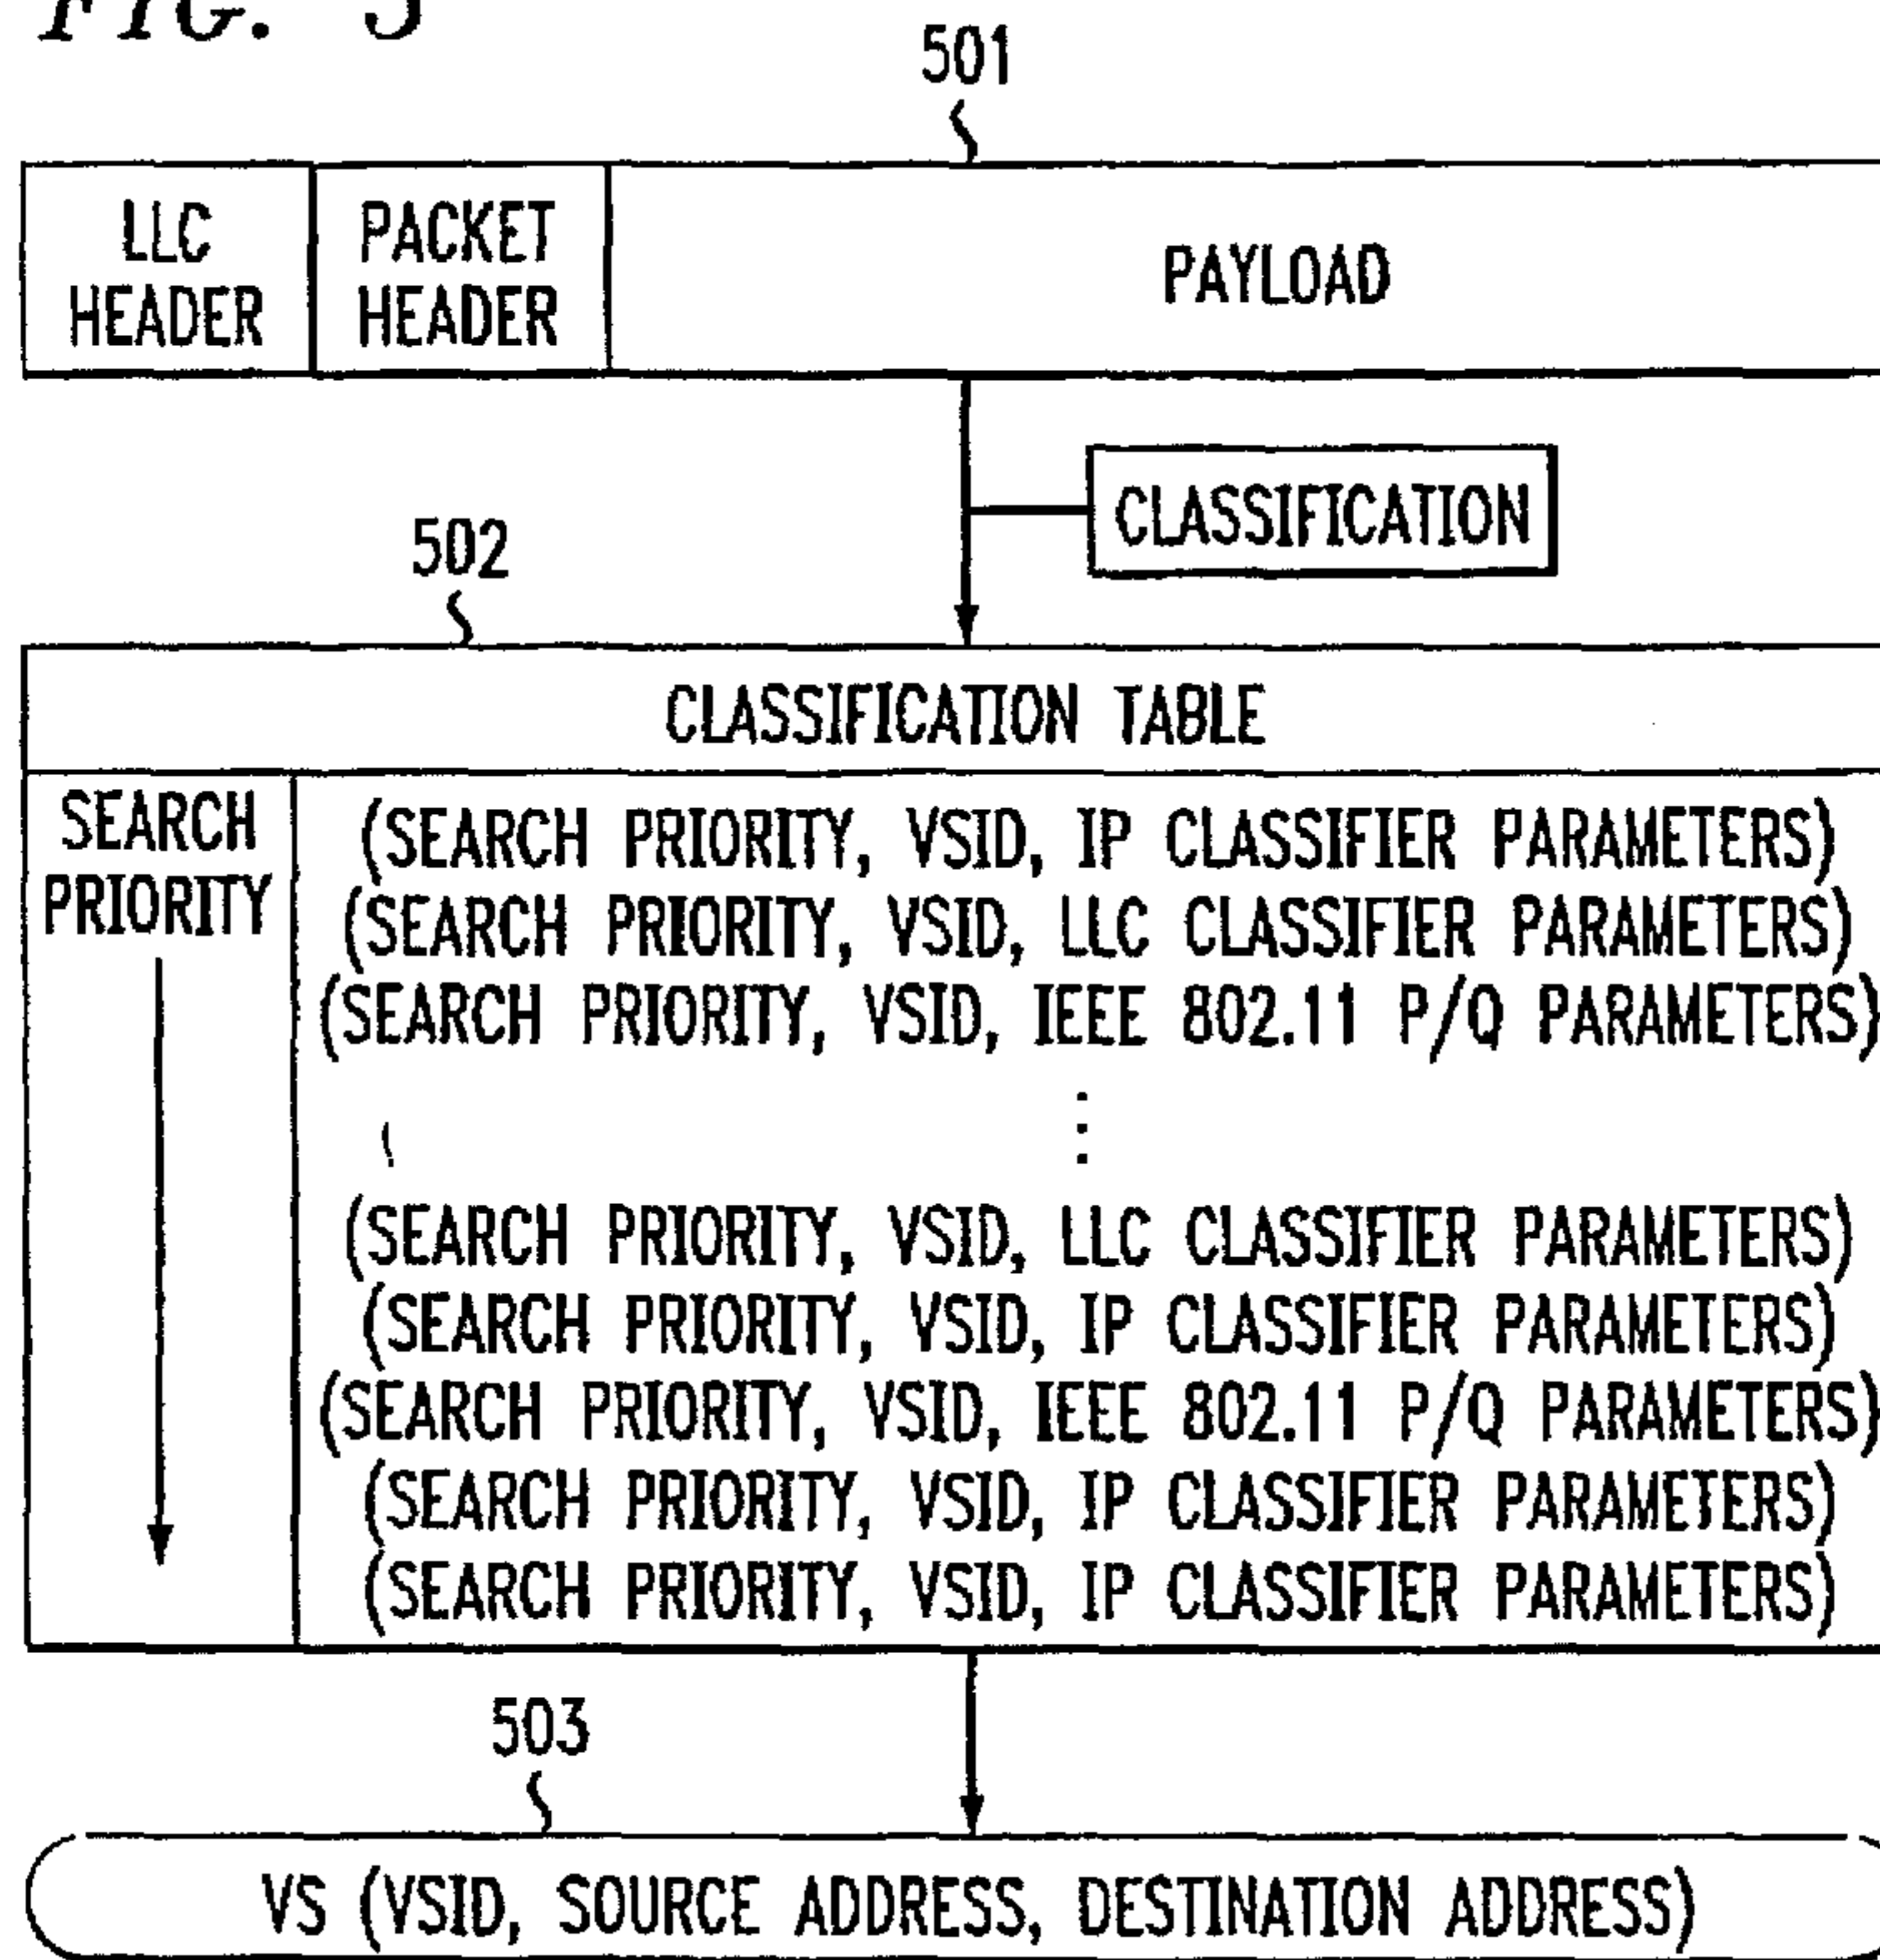 FIG. 5
501
LLC HEADER
PACKET HEADER
PAYLOAD
CLASSIFICATION
502
CLASSIFICATION TABLE
SEARCH PRIORITY
(SEARCH PRIORITY, VSID, IP CLASSIFIER PARAMETERS)
(SEARCH PRIORITY, VSID, LLC CLASSIFIER PARAMETERS)
(SEARCH PRIORITY, VSID, IEEE 802.11 P/Q PARAMETERS)
(SEARCH PRIORITY, VSID, LLC CLASSIFIER PARAMETERS)
(SEARCH PRIORITY, VSID, IP CLASSIFIER PARAMETERS)
(SEARCH PRIORITY, VSID, IEEE 802.11 P/Q PARAMETERS)
(SEARCH PRIORITY, VSID, IP CLASSIFIER PARAMETERS)
(SEARCH PRIORITY, VSID, IP CLASSIFIER PARAMETERS)
503
VS (VSID, SOURCE ADDRESS, DESTINATION ADDRESS)